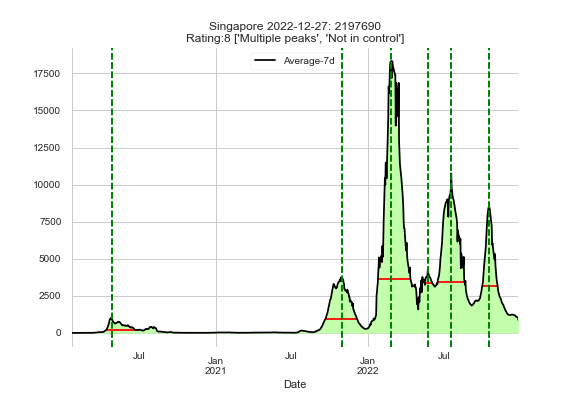 Singapore 2022-12-27: 2197690
Rating:8 ['Multiple peaks', 'Not in control']
Average-7d
17500
15000
12500
10000
7500
5000
2500
0
Jul
Jan
2021
Jul
Jan
2022
Jul
Date